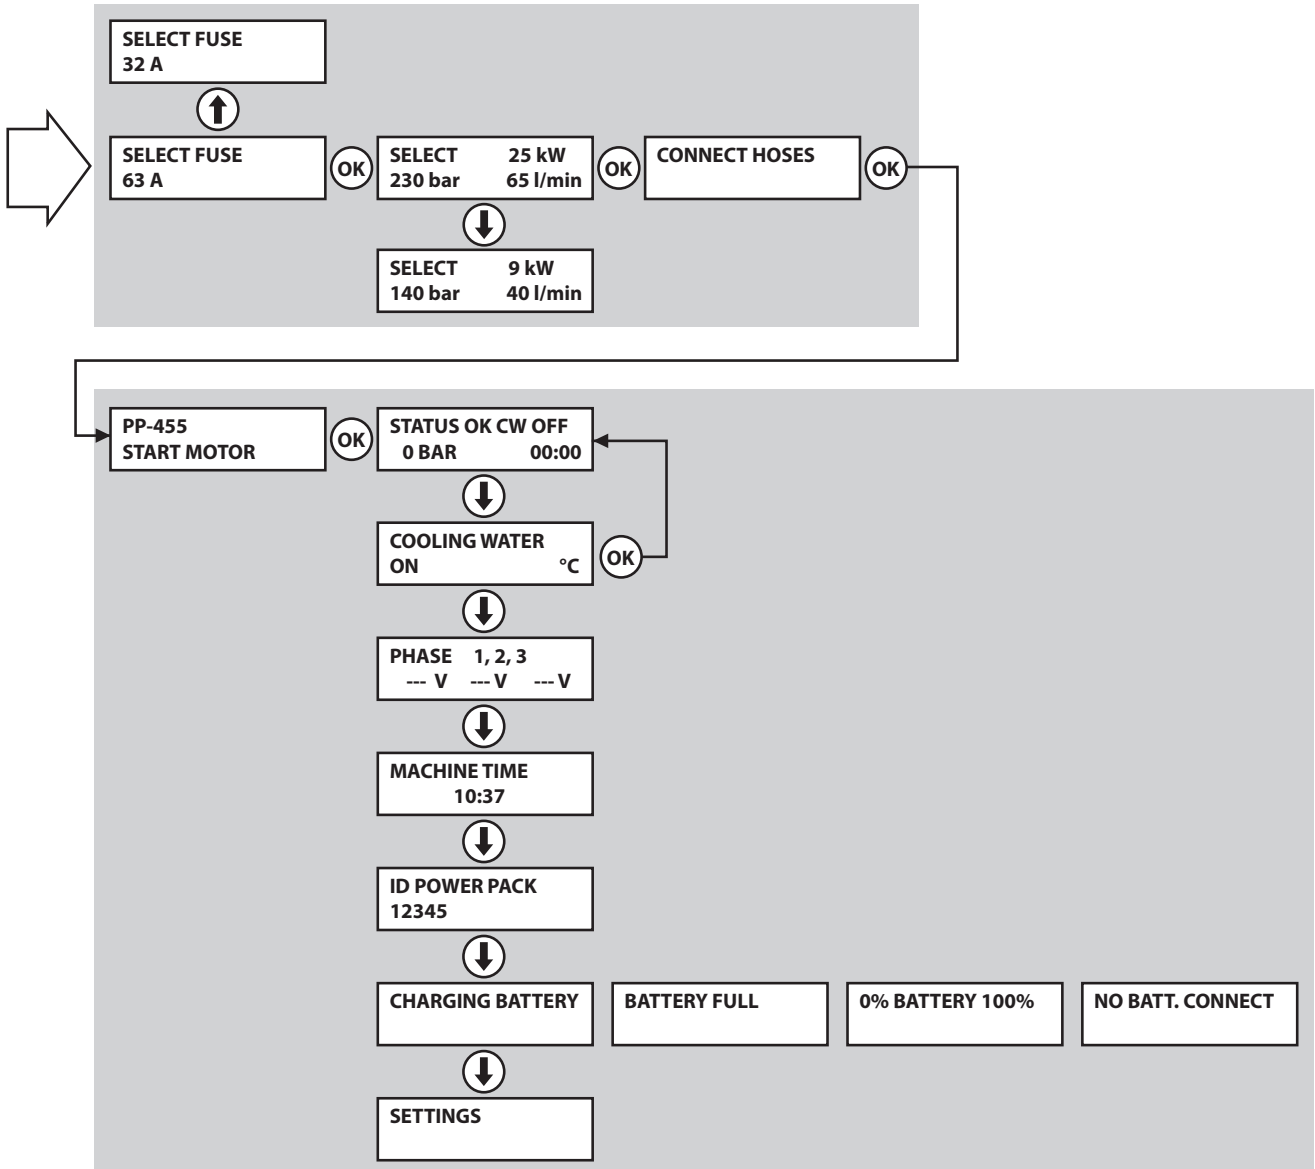 SELECT FUSE
32 A
SELECT FUSE
63 A
OK
SELECT 25 kW
230 bar 65 l/min
OK
CONNECT HOSES
OK
SELECT 9 kW
140 bar 40 l/min
PP-455
START MOTOR
OK
STATUS OK CW OFF
0 BAR 00:00
COOLING WATER
ON °C
OK
PHASE 1, 2, 3
--- V --- V --- V
MACHINE TIME
10:37
ID POWER PACK
12345
CHARGING BATTERY
BATTERY FULL
0% BATTERY 100%
NO BATT. CONNECT
SETTINGS